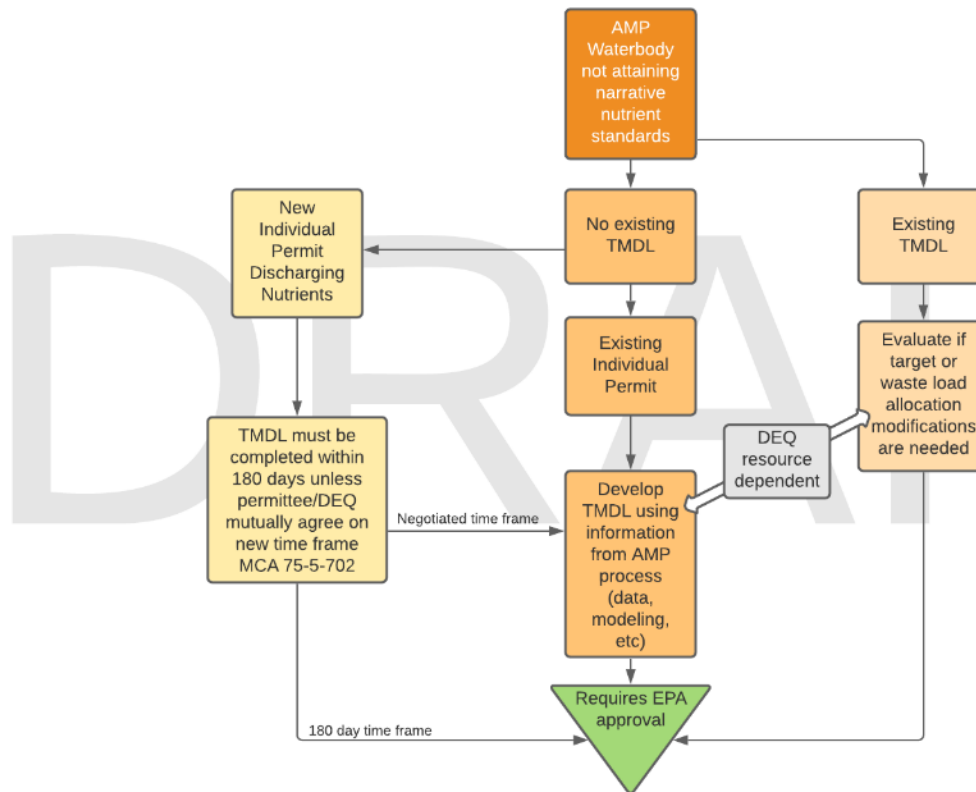 AMP
Waterbody
not attaining
narrative
nutrient
standards
New
Individual
Permit
Discharging
Nutrients
No existing
TMDL
Existing
TMDL
Existing
Individual
Permit
Evaluate if
target or
waste load
allocation
modifications
are needed
DEQ
resource
dependent
TMDL must be
completed within
180 days unless
permittee/DEQ
mutually agree on
new time frame
MCA 75-5-702
Negotiated time frame
Develop
TMDL using
information
from AMP
process
(data,
modeling,
etc)
Requires EPA
approval
180 day time frame
DRA